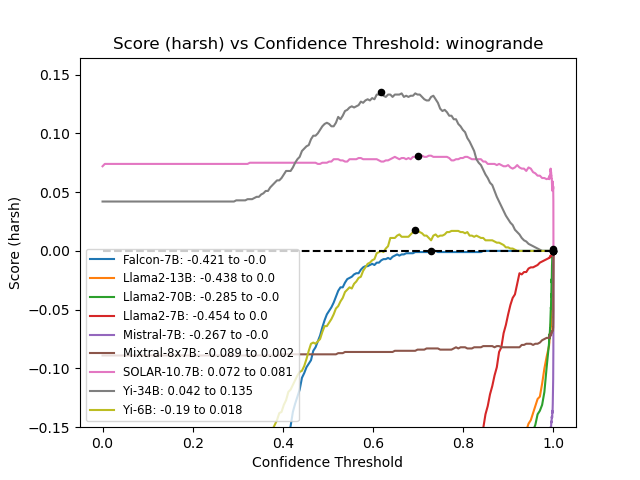 Score (harsh) vs Confidence Threshold: winogrande
Score (harsh)
0.15
0.10
0.05
0.00
−0.05
−0.10
−0.15
Falcon-7B: -0.421 to -0.0
Llama2-13B: -0.438 to 0.0
Llama2-70B: -0.285 to -0.0
Llama2-7B: -0.454 to 0.0
Mistral-7B: -0.267 to -0.0
Mixtral-8x7B: -0.089 to 0.002
SOLAR-10.7B: 0.072 to 0.081
Yi-34B: 0.042 to 0.135
Yi-6B: -0.19 to 0.018
0.0 0.2 0.4 0.6 0.8 1.0
Confidence Threshold